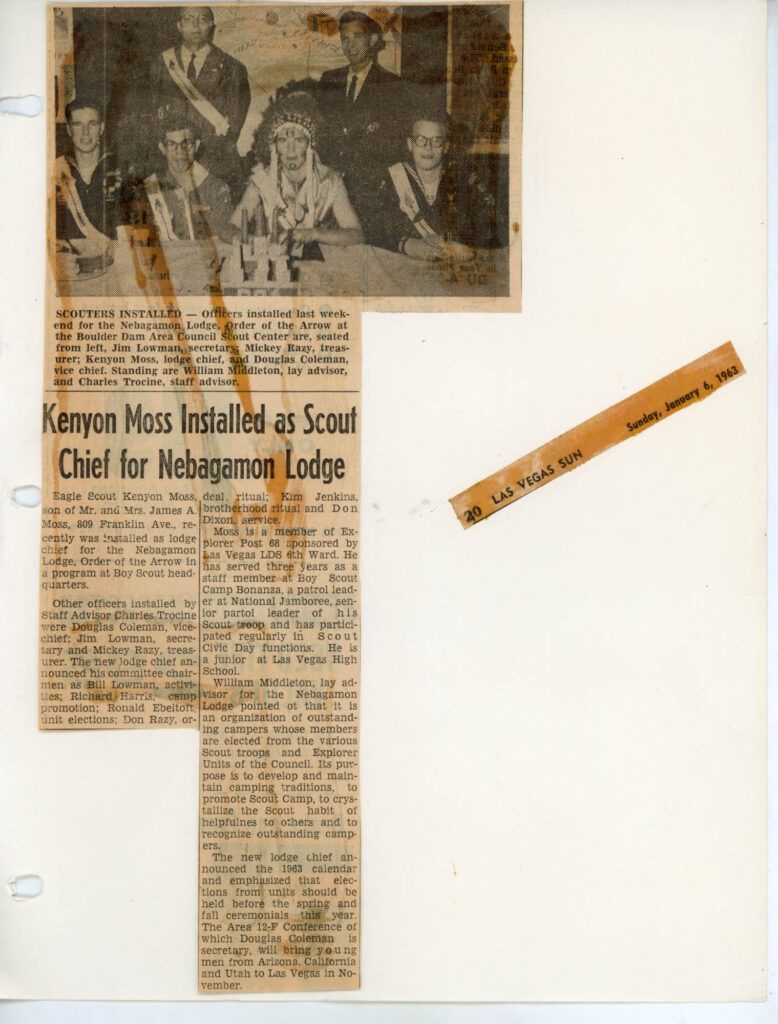 SCOUTERS INSTALLED — Officers installed last week-
end for the Nebagamon Lodge, Order of the Arrow at
the Boulder Dam Area Council Scout Center are, seated
from left, Jim Lowman, secretary; Mickey Razy, treas-
urer; Kenyon Moss, lodge chief, and Douglas Coleman,
vice chief. Standing are William Middleton, lay advisor,
and Charles Trocine, staff advisor.
Kenyon Moss Installed as Scout
Chief for Nebagamon Lodge
Eagle Scout Kenyon Moss,
son of Mr. and Mrs. James A.
Moss, 809 Franklin Ave., re-
cently was installed as lodge
chief for the Nebagamon
Lodge, Order of the Arrow in
a program at Boy Scout head-
quarters.
Other officers installed by
Staff Advisor Charles Trocine
were Douglas Coleman, vice-
chief; Jim Lowman, secre-
tary and Mickey Razy, treas-
urer. The new lodge chief an-
nounced his committee chair-
men as Bill Lowman, activi-
ties; Richard Harris, camp
promotion; Ronald Ebeltoft,
unit elections; Don Razy, or-
deal ritual; Kim Jenkins,
brotherhood ritual and Don
Dixon, service.
Moss is a member of Ex-
plorer Post 68 sponsored by
Las Vegas LDS 6th Ward. He
has served three years as a
staff member at Boy Scout
Camp Bonanza, a patrol lead-
er at National Jamboree, sen-
ior partol leader of his
Scout troop and has partici-
pated regularly in Scout
Civic Day functions. He is
a junior at Las Vegas High
School.
William Middleton, lay ad-
visor for the Nebagamon
Lodge pointed ot that it is
an organization of outstand-
ing campers whose members
are elected from the various
Scout troops and Explorer
Units of the Council. Its pur-
pose is to develop and main-
tain camping traditions, to
promote Scout Camp, to crys-
tallize the Scout habit of
helpfulnes to others and to
recognize outstanding camp-
ers.
The new lodge chief an-
nounced the 1963 calendar
and emphasized that elec-
tions from units should be
held before the spring and
fall ceremonials this year.
The Area 12-F Conference of
which Douglas Coleman is
secretary, will bring young
men from Arizona, California
and Utah to Las Vegas in No-
vember.
20 LAS VEGAS SUN Sunday, January 6, 1963